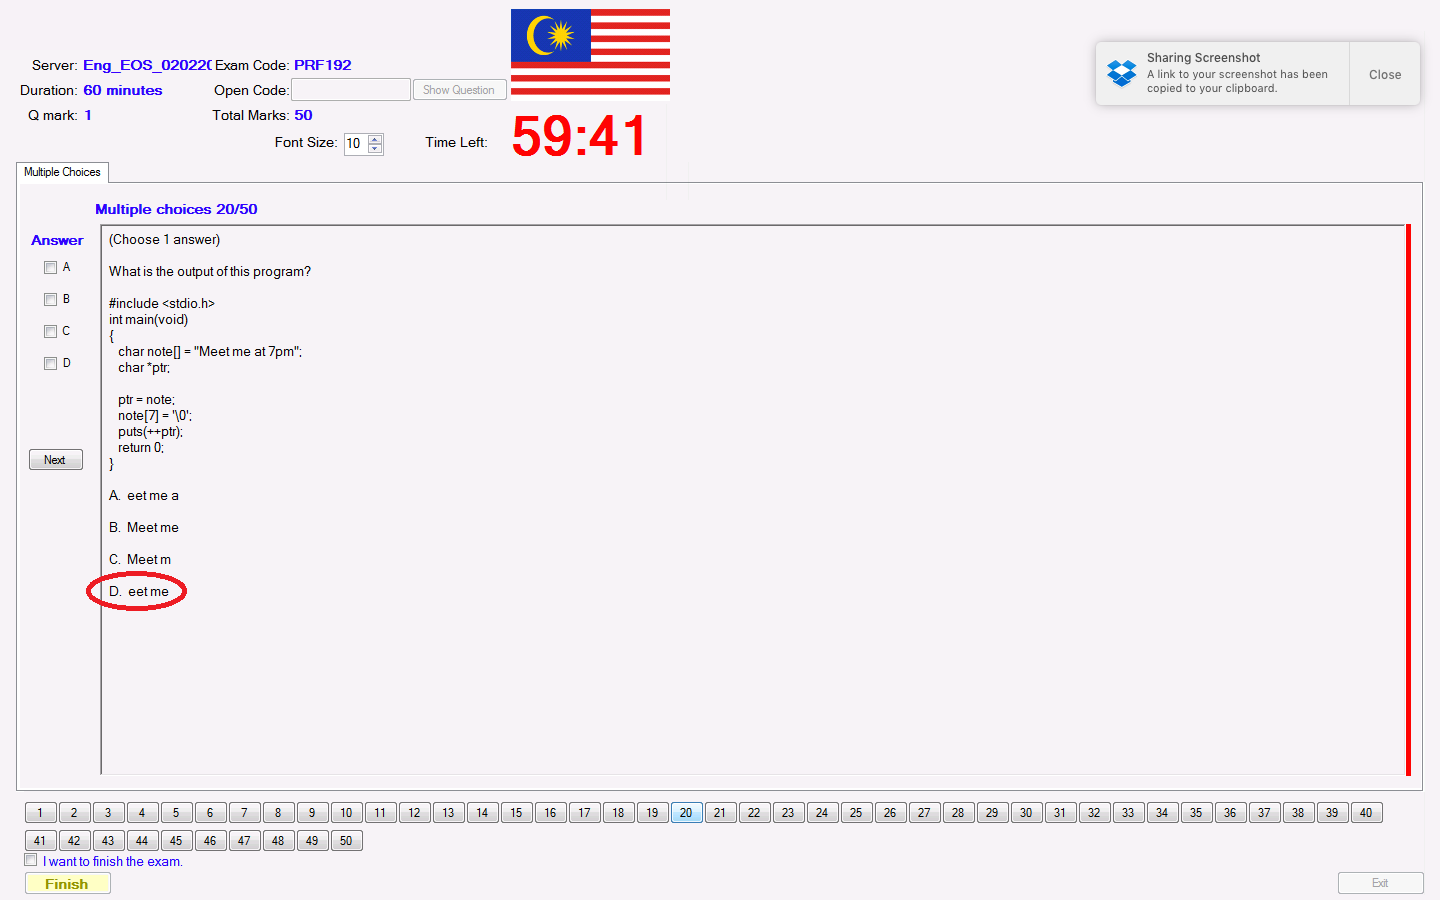 Server: Eng_EOS_020220 Exam Code: PRF192
Duration: 60 minutes Open Code: Show Question
Q mark: 1 Total Marks: 50
Font Size: 10 Time Left: 59:41
Sharing Screenshot
A link to your screenshot has been
copied to your clipboard.
Close
Multiple Choices
Multiple choices 20/50
Answer
A
B
C
D
Next
(Choose 1 answer)
What is the output of this program?
#include <stdio.h>
int main(void)
{
char note[] = "Meet me at 7pm";
char *ptr;
ptr = note;
note[7] = '\0';
puts(++ptr);
return 0;
}
A. eet me a
B. Meet me
C. Meet m
D. eet me
1 2 3 4 5 6 7 8 9 10 11 12 13 14 15 16 17 18 19 20 21 22 23 24 25 26 27 28 29 30 31 32 33 34 35 36 37 38 39 40
41 42 43 44 45 46 47 48 49 50
I want to finish the exam.
Finish
Exit